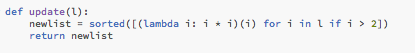 def update(l):
    newlist = sorted([(lambda i: i * i)(i) for i in l if i > 2])
    return newlist